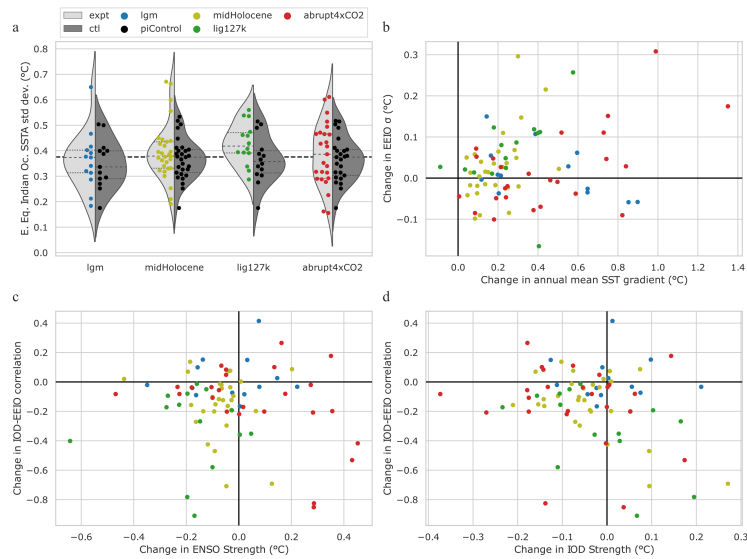 expt lgm midHolocene abrupt4xCO2
ctl piControl lig127k
a
E. Eq. Indian Oc. SSTA std dev. (°C)
0.8
0.7
0.6
0.5
0.4
0.3
0.2
0.1
0.0
lgm midHolocene lig127k abrupt4xCO2
b
Change in EEIO σ (°C)
0.3
0.2
0.1
0.0
−0.1
0.0 0.2 0.4 0.6 0.8 1.0 1.2 1.4
Change in annual mean SST gradient (°C)
c
Change in IOD-EEIO correlation
0.4
0.2
0.0
−0.2
−0.4
−0.6
−0.8
−0.6 −0.4 −0.2 0.0 0.2 0.4
Change in ENSO Strength (°C)
d
Change in IOD-EEIO correlation
0.4
0.2
0.0
−0.2
−0.4
−0.6
−0.8
−0.4 −0.3 −0.2 −0.1 0.0 0.1 0.2 0.3
Change in IOD Strength (°C)